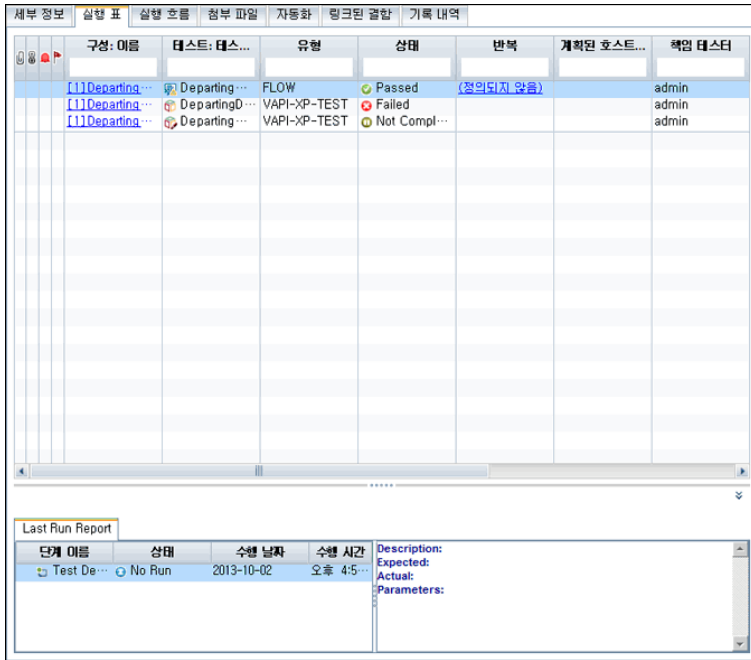 세부 정보 실행 표 실행 흐름 첨부 파일 자동화 링크된 결함 기록 내역
구성: 이름 테스트: 테스... 유형 상태 반복 계획된 호스트... 책임 테스터
[1]Departing... Departing... FLOW Passed (정의되지 않음) admin
[1]Departing... DepartingD... VAPI-XP-TEST Failed admin
[1]Departing... Departing... VAPI-XP-TEST Not Compl... admin
Last Run Report
단계 이름 상태 수행 날짜 수행 시간
Test De... No Run 2013-10-02 오후 4:5...
Description:
Expected:
Actual:
Parameters: